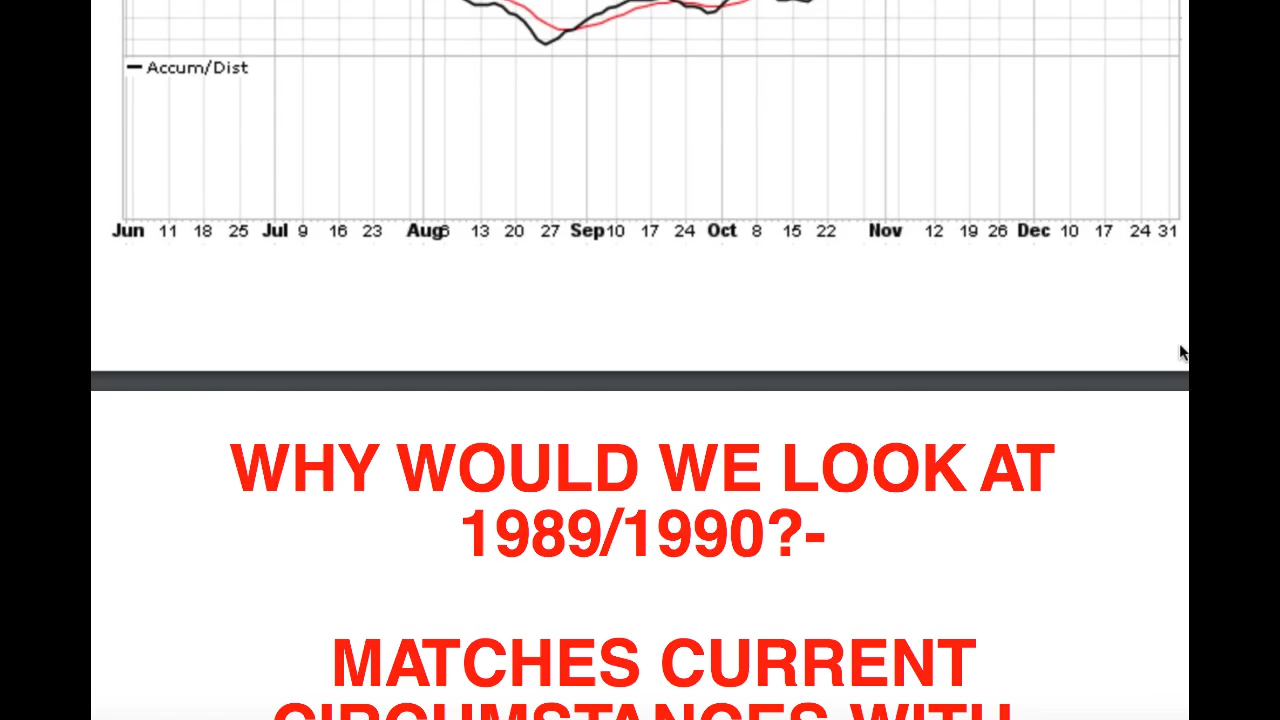 Accum/Dist
Jun 11 18 25 Jul 9 16 23 Aug 6 13 20 27 Sep 10 17 24 Oct 8 15 22 Nov 12 19 26 Dec 10 17 24 31
WHY WOULD WE LOOK AT
1989/1990?-
MATCHES CURRENT
CIRCUMSTANCES WITH